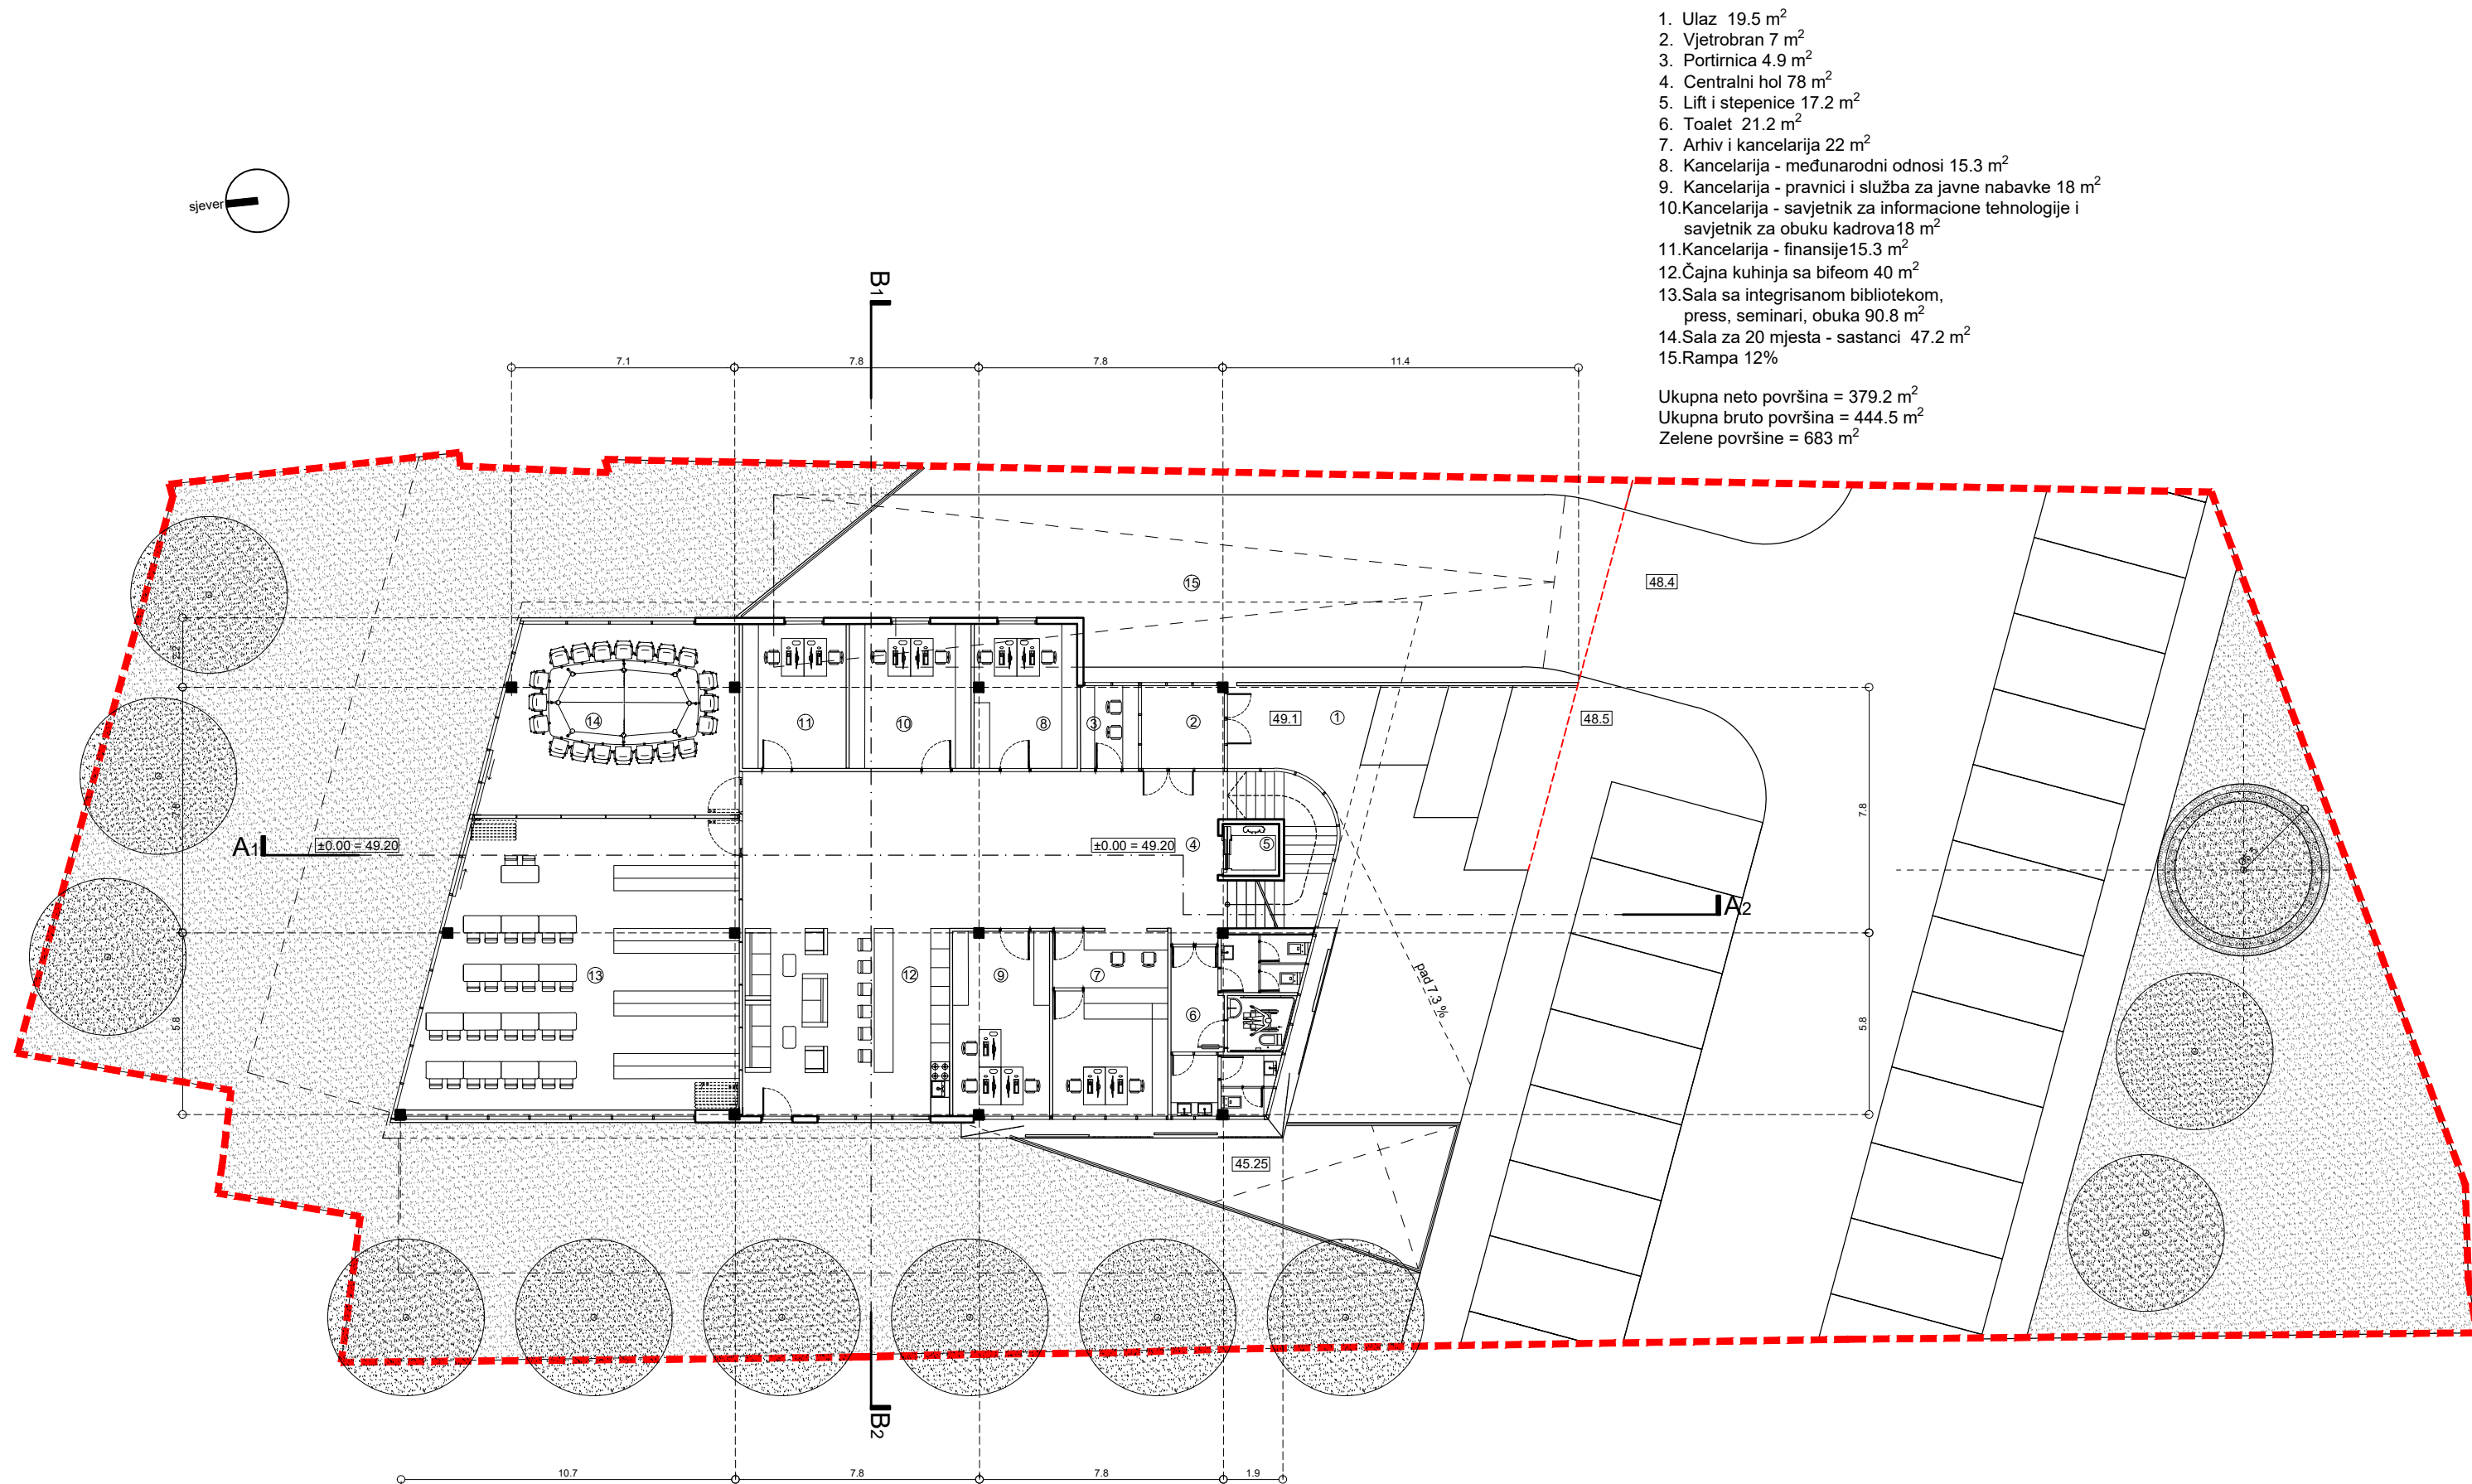 1. Ulaz 19.5 m²
2. Vjetrobran 7 m²
3. Portirnica 4.9 m²
4. Centralni hol 78 m²
5. Lift i stepenice 17.2 m²
6. Toalet 21.2 m²
7. Arhiv i kancelarija 22 m²
8. Kancelarija - međunarodni odnosi 15.3 m²
9. Kancelarija - pravnici i služba za javne nabavke 18 m²
10.Kancelarija - savjetnik za informacione tehnologije i
savjetnik za obuku kadrova18 m²
11.Kancelarija - finansije15.3 m²
12.Čajna kuhinja sa bifeom 40 m²
13.Sala sa integrisanom bibliotekom,
press, seminari, obuka 90.8 m²
14.Sala za 20 mjesta - sastanci 47.2 m²
15.Rampa 12%
Ukupna neto površina = 379.2 m²
Ukupna bruto površina = 444.5 m²
Zelene površine = 683 m²
sjever
B1
7.1
7.8
7.8
11.4
15
48.4
14
11
10
8
3
2
49.1
1
48.5
7.8
7.8
A1
±0.00 = 49.20
±0.00 = 49.20
4
5
A2
13
12
9
7
6
pad 7.3 %
5.8
5.8
45.25
B2
10.7
7.8
7.8
1.9